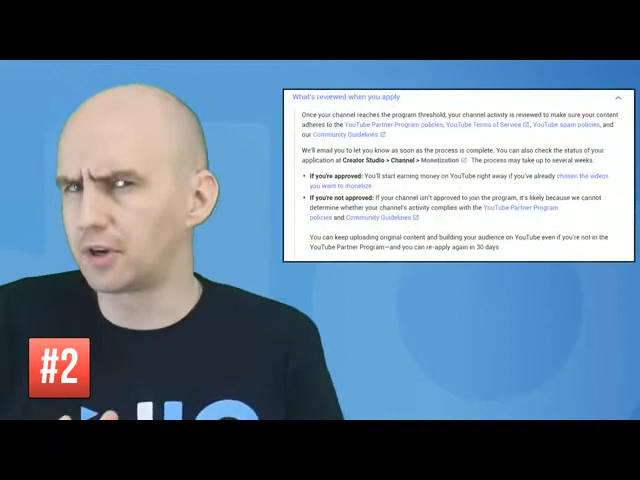 What's reviewed when you apply
Once your channel reaches the program threshold, your channel activity is reviewed to make sure your content
adheres to the YouTube Partner Program policies, YouTube Terms of Service, YouTube spam policies, and
our Community Guidelines
We'll email you to let you know as soon as the process is complete. You can also check the status of your
application at Creator Studio > Channel > Monetization. The process may take up to several weeks.
• If you're approved: You'll start earning money on YouTube right away if you've already chosen the videos
you want to monetize
• If you're not approved: If your channel isn't approved to join the program, it's likely because we cannot
determine whether your channel's activity complies with the YouTube Partner Program
policies and Community Guidelines
You can keep uploading original content and building your audience on YouTube even if you're not in the
YouTube Partner Program—and you can re-apply again in 30 days
#2